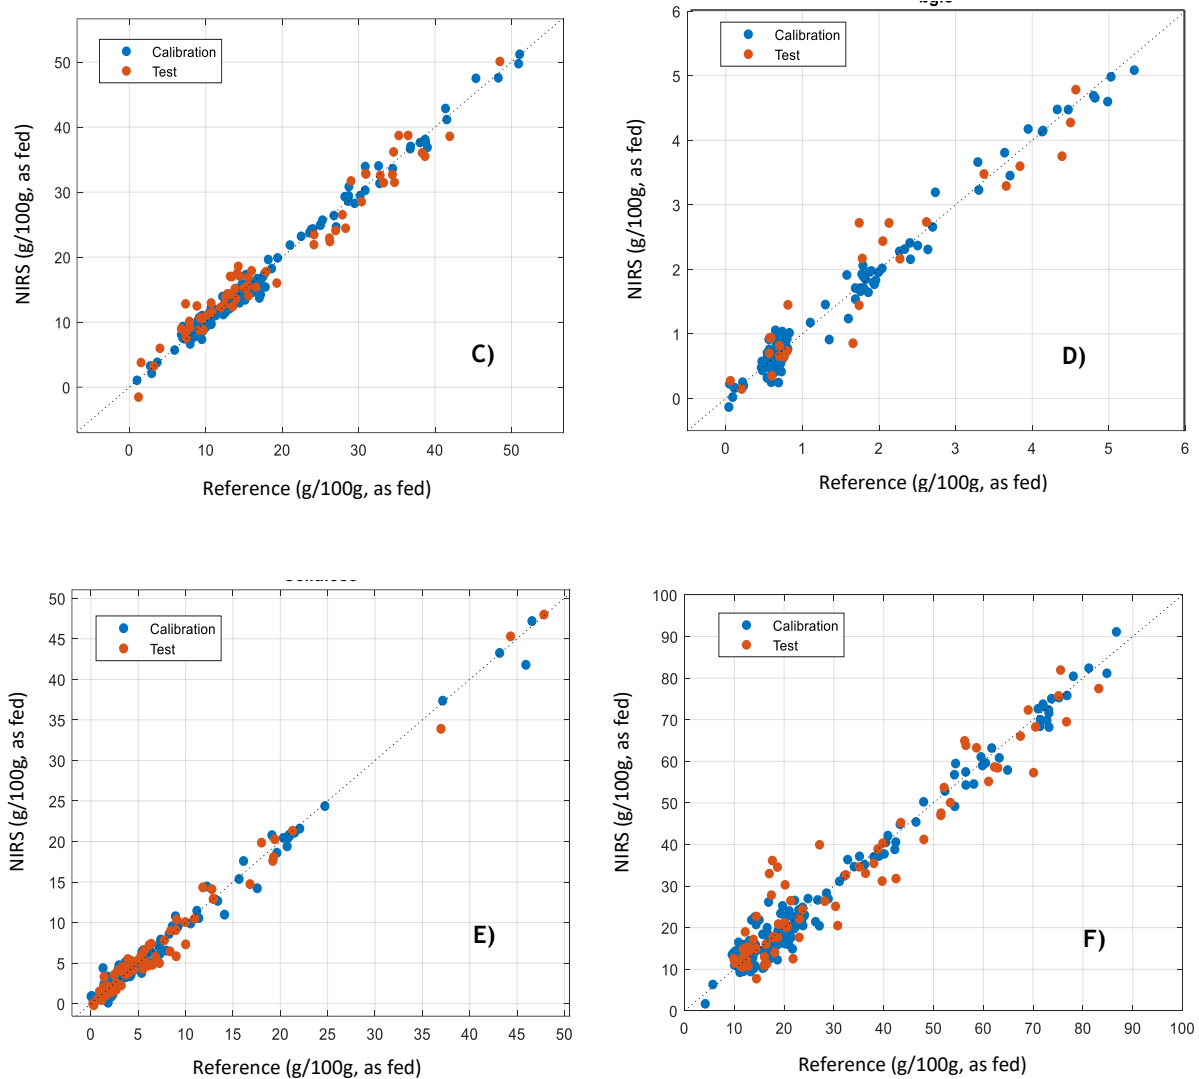 Calibration
Test
NIRS (g/100g, as fed)
50
40
30
20
10
0
C)
0 10 20 30 40 50
Reference (g/100g, as fed)
Calibration
Test
NIRS (g/100g, as fed)
6
5
4
3
2
1
0
D)
0 1 2 3 4 5 6
Reference (g/100g, as fed)
Calibration
Test
NIRS (g/100g, as fed)
50
45
40
35
30
25
20
15
10
5
0
E)
0 5 10 15 20 25 30 35 40 45 50
Reference (g/100g, as fed)
Calibration
Test
NIRS (g/100g, as fed)
100
90
80
70
60
50
40
30
20
10
0
F)
0 10 20 30 40 50 60 70 80 90 100
Reference (g/100g, as fed)